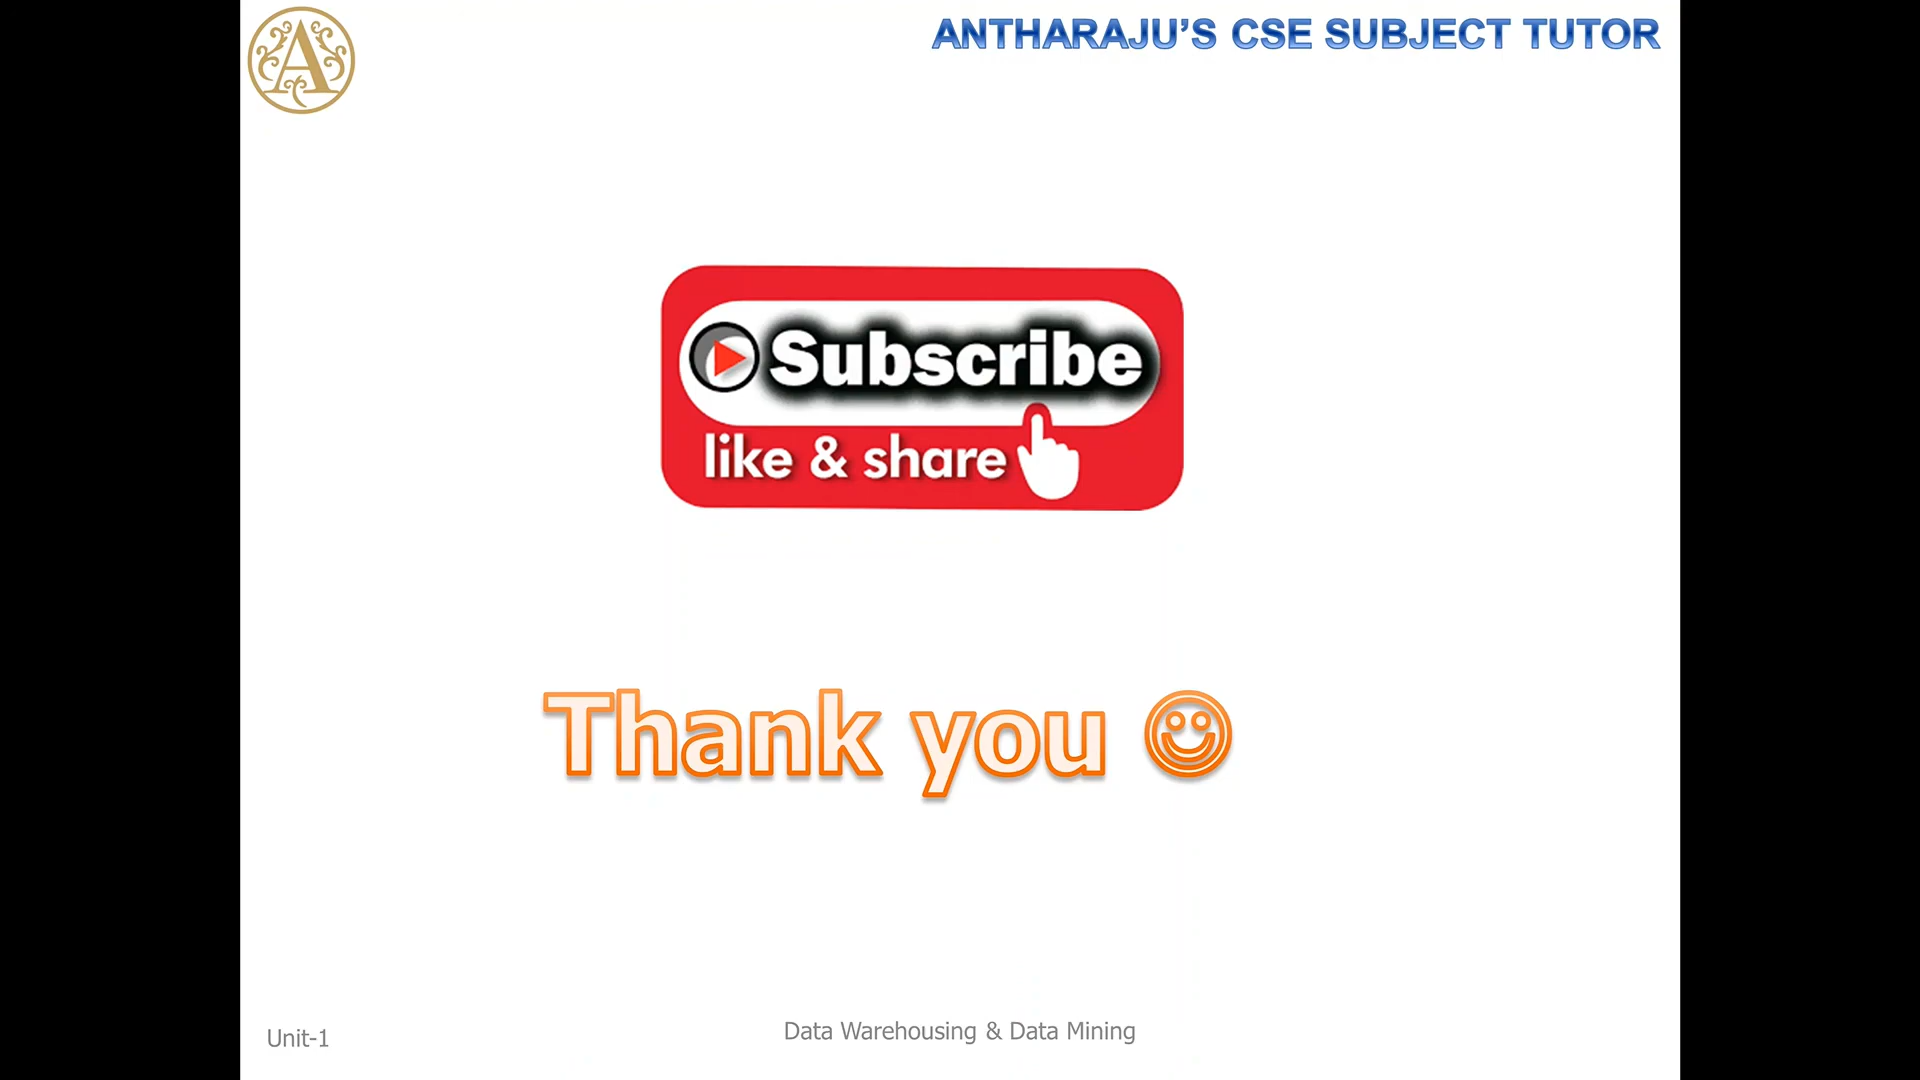 A
ANTHARAJU’S CSE SUBJECT TUTOR
Subscribe
like & share
Thank you ☺
Unit-1
Data Warehousing & Data Mining